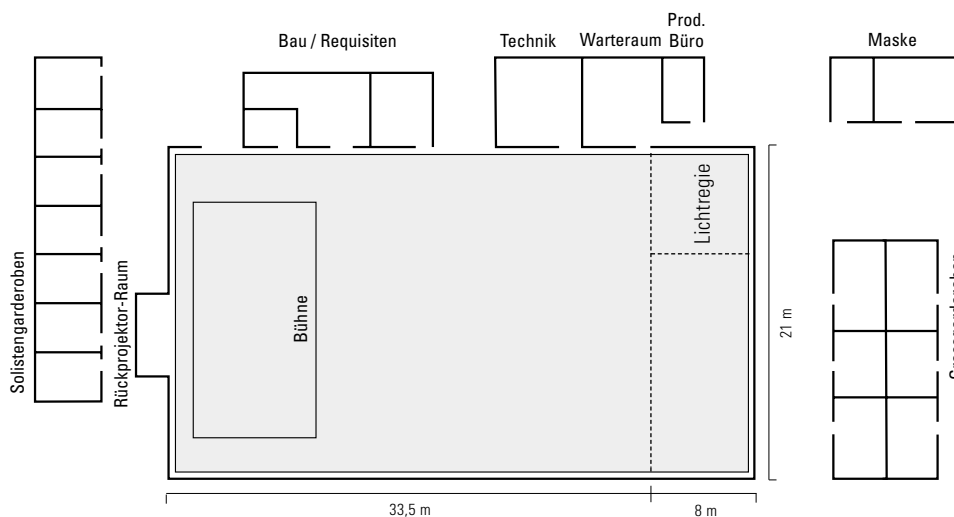 Bau / Requisiten
Technik
Warteraum
Prod.
Büro
Maske
Solistengarderoben
Rückprojektor-Raum
Bühne
Lichtregie
21 m
33,5 m
8 m